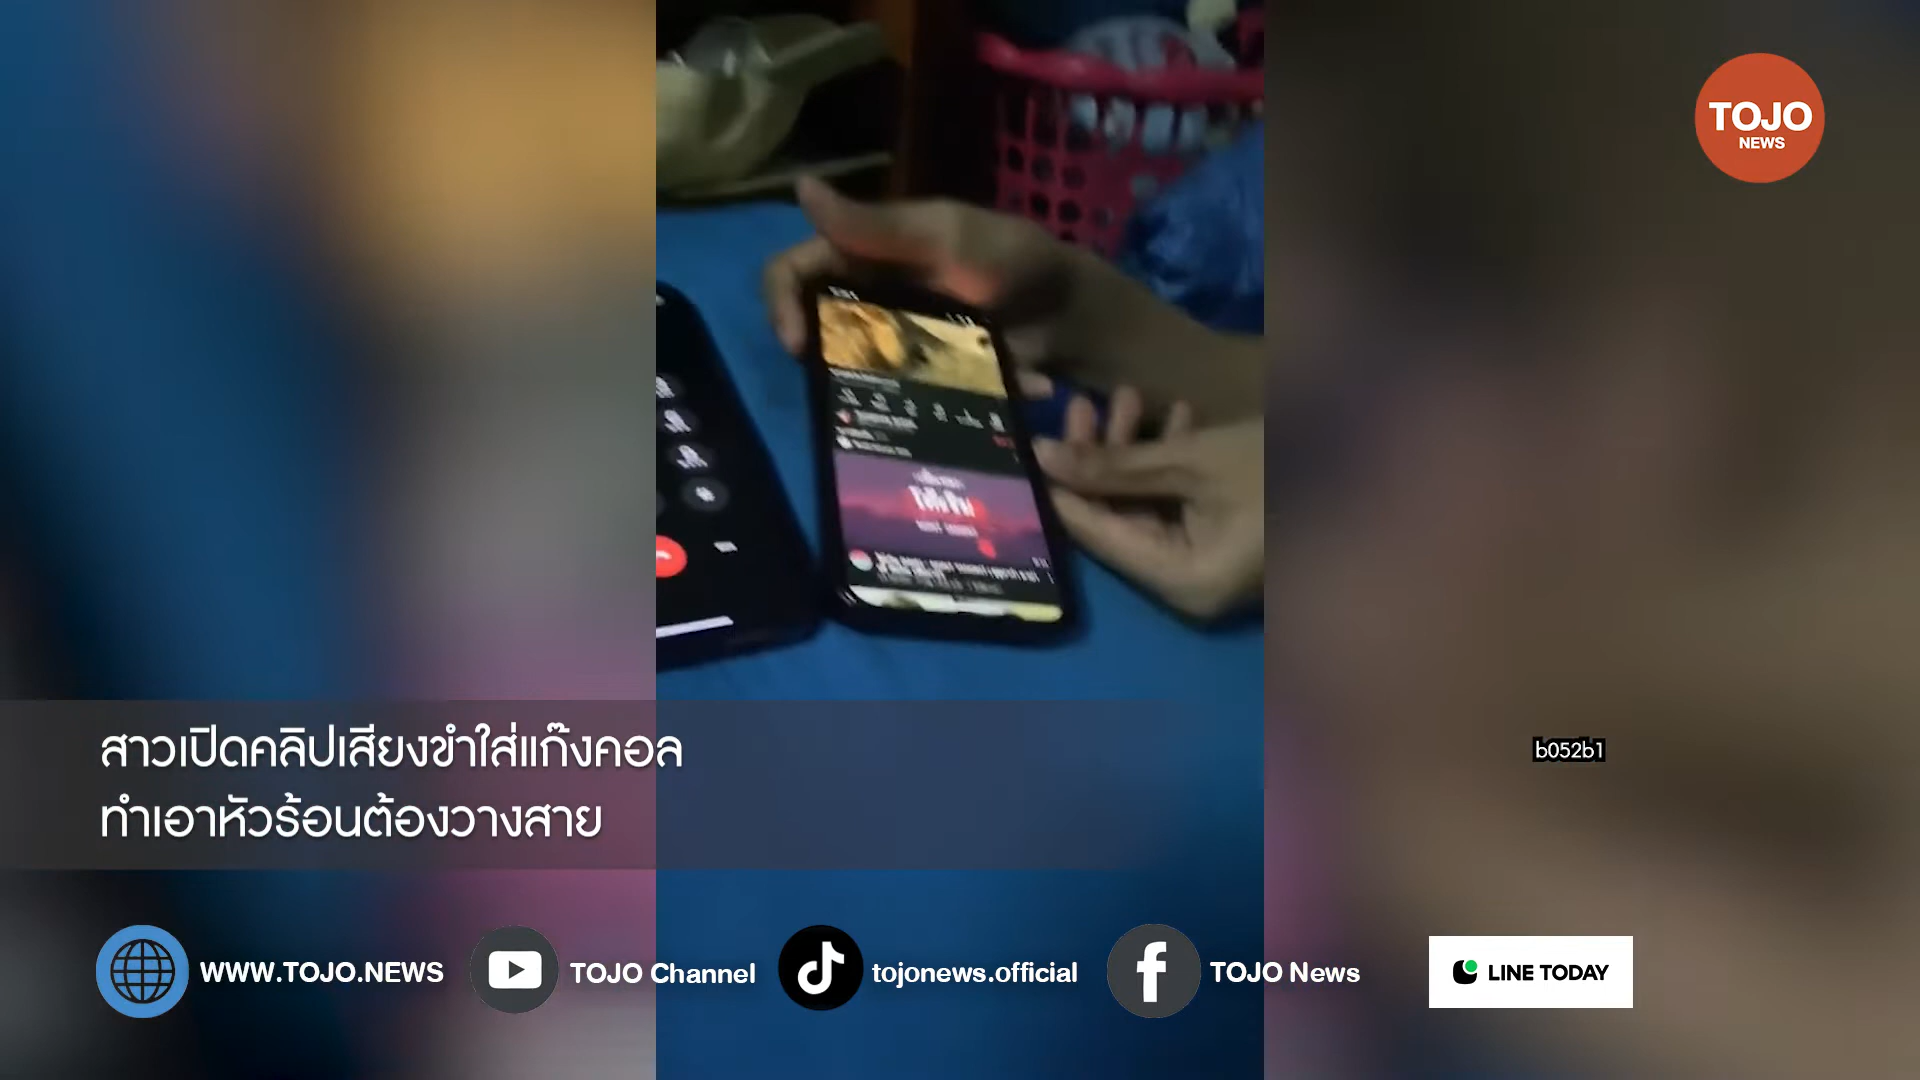 TOJO
NEWS
สาวเปิดคลิปเสียงขำใส่แก๊งคอล
ทำเอาหัวร้อนต้องวางสาย
b052b1
WWW.TOJO.NEWS
TOJO Channel
tojonews.official
TOJO News
LINE TODAY